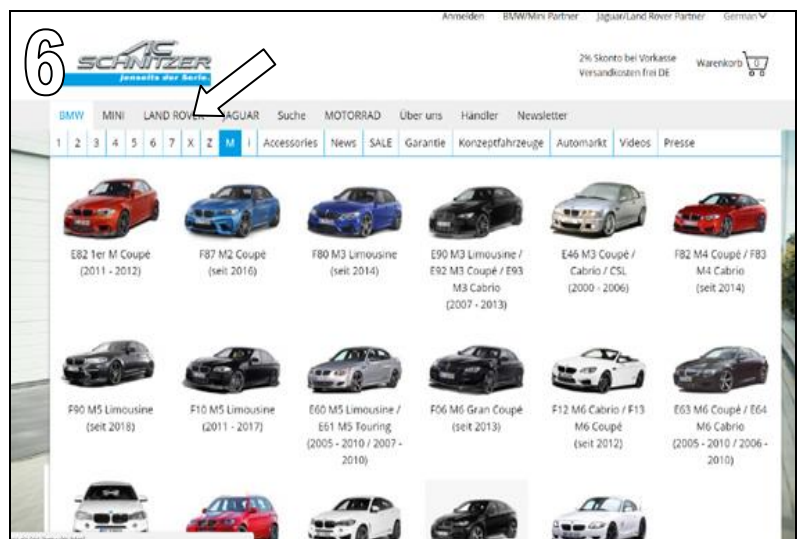 6
Anmelden BMW/Mini Partner Jaguar/Land Rover Partner German
AC
SCHNITZER
jenseits der Serie.
2% Skonto bei Vorkasse
Versandkosten frei DE
Warenkorb 0
BMW MINI LAND ROVER JAGUAR Suche MOTORRAD Über uns Händler Newsletter
1 2 3 4 5 6 7 X Z M i Accessories News SALE Garantie Konzeptfahrzeuge Automarkt Videos Presse
E82 1er M Coupé
(2011 - 2012)
F87 M2 Coupé
(seit 2016)
F80 M3 Limousine
(seit 2014)
E90 M3 Limousine /
E92 M3 Coupé / E93
M3 Cabrio
(2007 - 2013)
E46 M3 Coupé /
Cabrio / CSL
(2000 - 2006)
F82 M4 Coupé / F83
M4 Cabrio
(seit 2014)
F90 M5 Limousine
(seit 2018)
F10 M5 Limousine
(2011 - 2017)
E60 M5 Limousine /
E61 M5 Touring
(2005 - 2010 / 2007 -
2010)
F06 M6 Gran Coupé
(seit 2013)
F12 M6 Cabrio / F13
M6 Coupé
(seit 2012)
E63 M6 Coupé / E64
M6 Cabrio
(2005 - 2010 / 2006 -
2010)